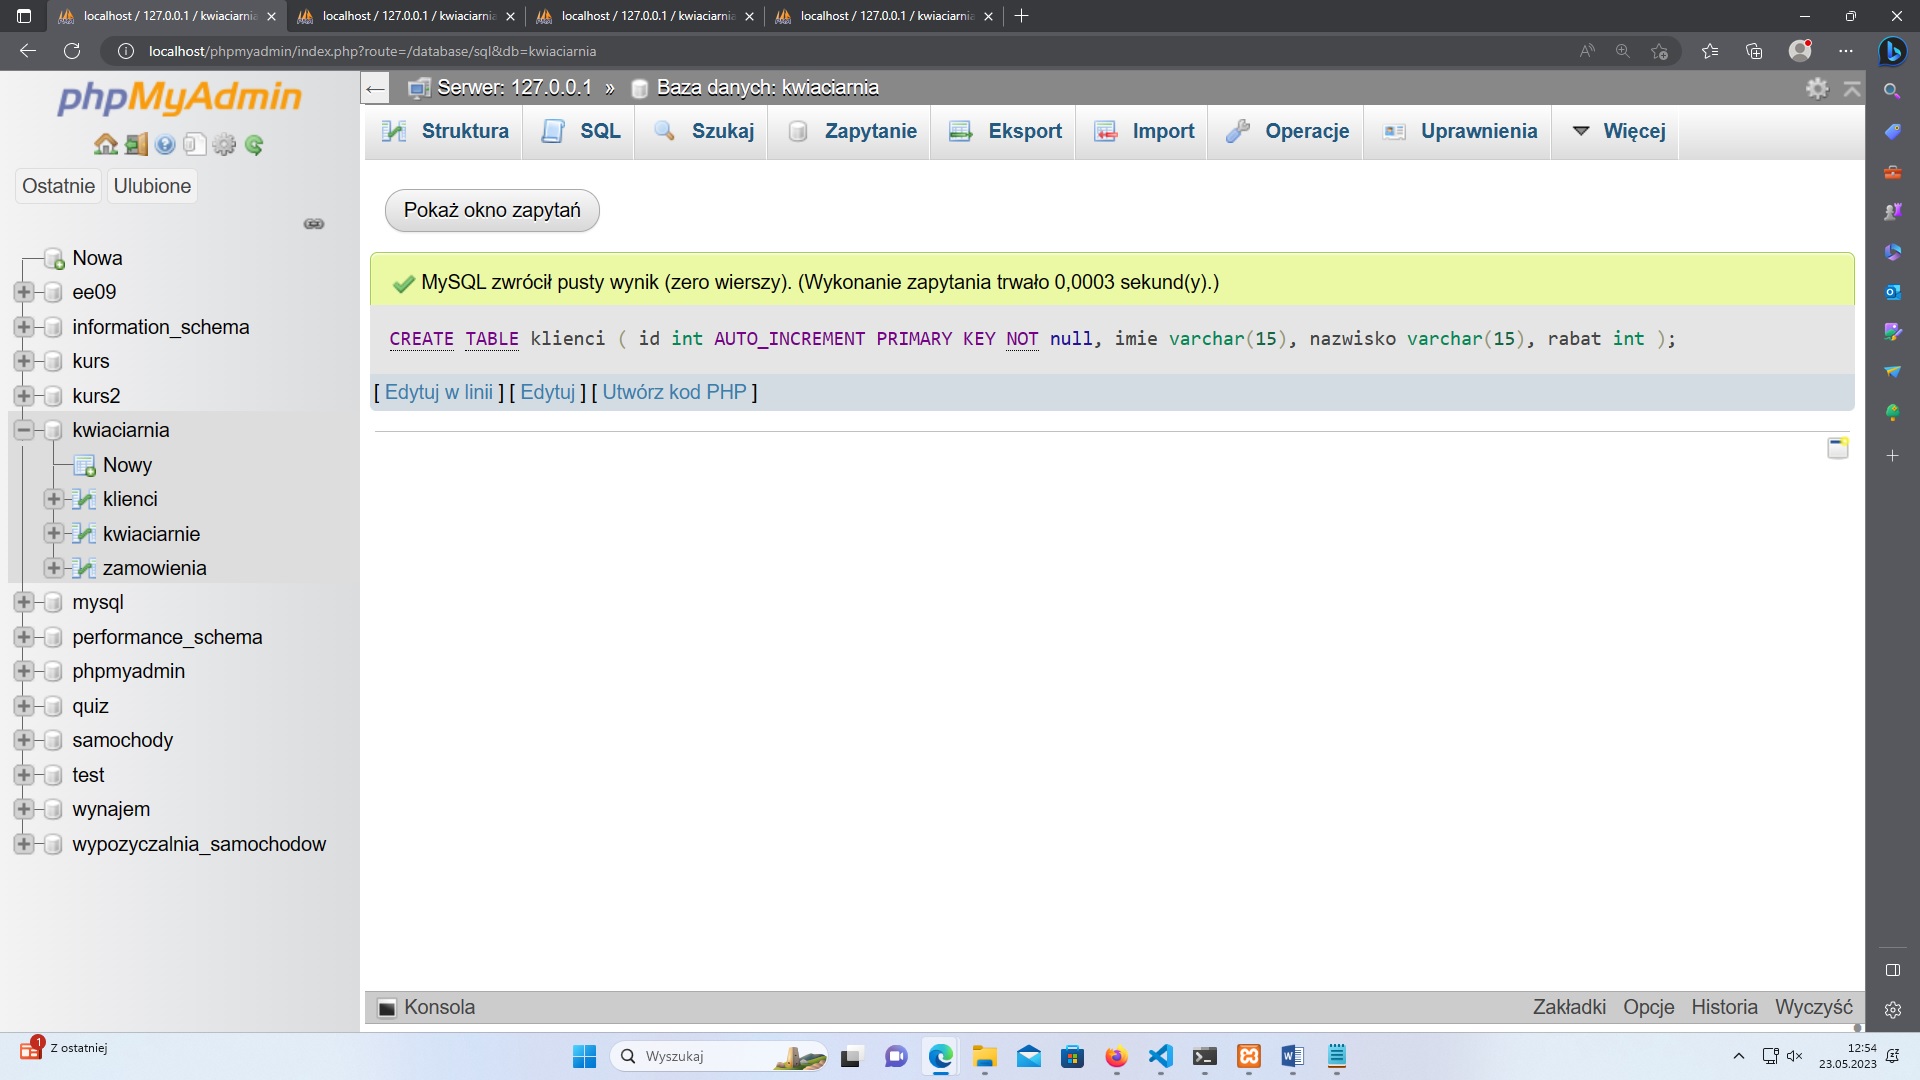 localhost / 127.0.0.1 / kwiaciarnia
localhost / 127.0.0.1 / kwiaciarnia
localhost / 127.0.0.1 / kwiaciarnia
localhost / 127.0.0.1 / kwiaciarnia
localhost/phpmyadmin/index.php?route=/database/sql&db=kwiaciarnia
phpMyAdmin
Ostatnie Ulubione
Nowa
ee09
information_schema
kurs
kurs2
kwiaciarnia
Nowy
klienci
kwiaciarnie
zamowienia
mysql
performance_schema
phpmyadmin
quiz
samochody
test
wynajem
wypozyczalnia_samochodow
Serwer: 127.0.0.1 » Baza danych: kwiaciarnia
Struktura SQL Szukaj Zapytanie Eksport Import Operacje Uprawnienia Więcej
Pokaż okno zapytań
MySQL zwrócił pusty wynik (zero wierszy). (Wykonanie zapytania trwało 0,0003 sekund(y).)
CREATE TABLE klienci ( id int AUTO_INCREMENT PRIMARY KEY NOT null, imie varchar(15), nazwisko varchar(15), rabat int );
[ Edytuj w linii ] [ Edytuj ] [ Utwórz kod PHP ]
Konsola
Zakładki Opcje Historia Wyczyść
1
Z ostatniej
Wyszukaj
12:54
23.05.2023